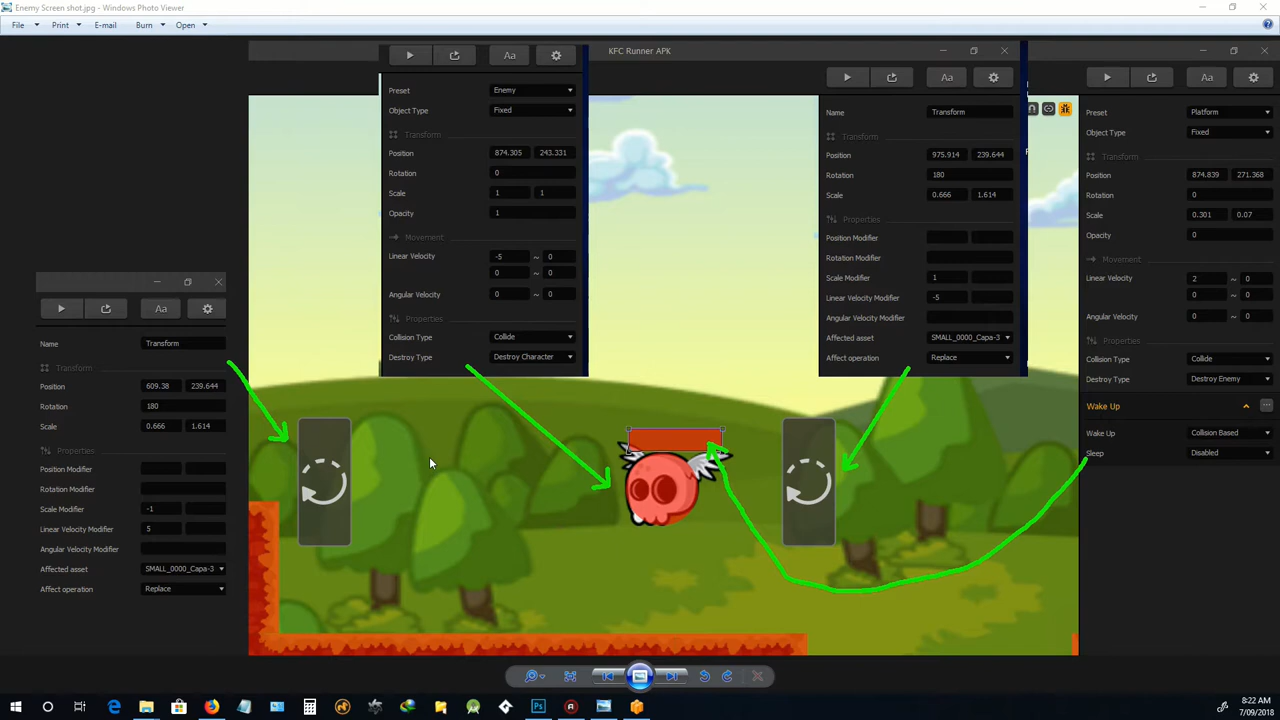 Enemy Screen shot.jpg - Windows Photo Viewer
File Print E-mail Burn Open
KFC Runner APK
Aa
Preset Enemy
Object Type Fixed
Transform
Position 874.305 243.331
Rotation 0
Scale 1 1
Opacity 1
Movement
Linear Velocity -5 ~ 0
0 ~ 0
Angular Velocity 0 ~ 0
Properties
Collision Type Collide
Destroy Type Destroy Character
Aa
Name Transform
Transform
Position 975.914 239.644
Rotation 180
Scale 0.666 1.614
Properties
Position Modifier
Rotation Modifier
Scale Modifier 1
Linear Velocity Modifier -5
Angular Velocity Modifier
Affected asset SMALL_0000_Capa-3
Affect operation Replace
Aa
Preset Platform
Object Type Fixed
Transform
Position 874.839 271.368
Rotation 0
Scale 0.301 0.07
Opacity 0
Movement
Linear Velocity 2 ~ 0
0 ~ 0
Angular Velocity 0 ~ 0
Properties
Collision Type Collide
Destroy Type Destroy Enemy
Wake Up
Wake Up Collision Based
Sleep Disabled
Aa
Name Transform
Transform
Position 609.38 239.644
Rotation 180
Scale 0.666 1.614
Properties
Position Modifier
Rotation Modifier
Scale Modifier -1
Linear Velocity Modifier 5
Angular Velocity Modifier
Affected asset SMALL_0000_Capa-3
Affect operation Replace
8:22 AM
7/09/2018